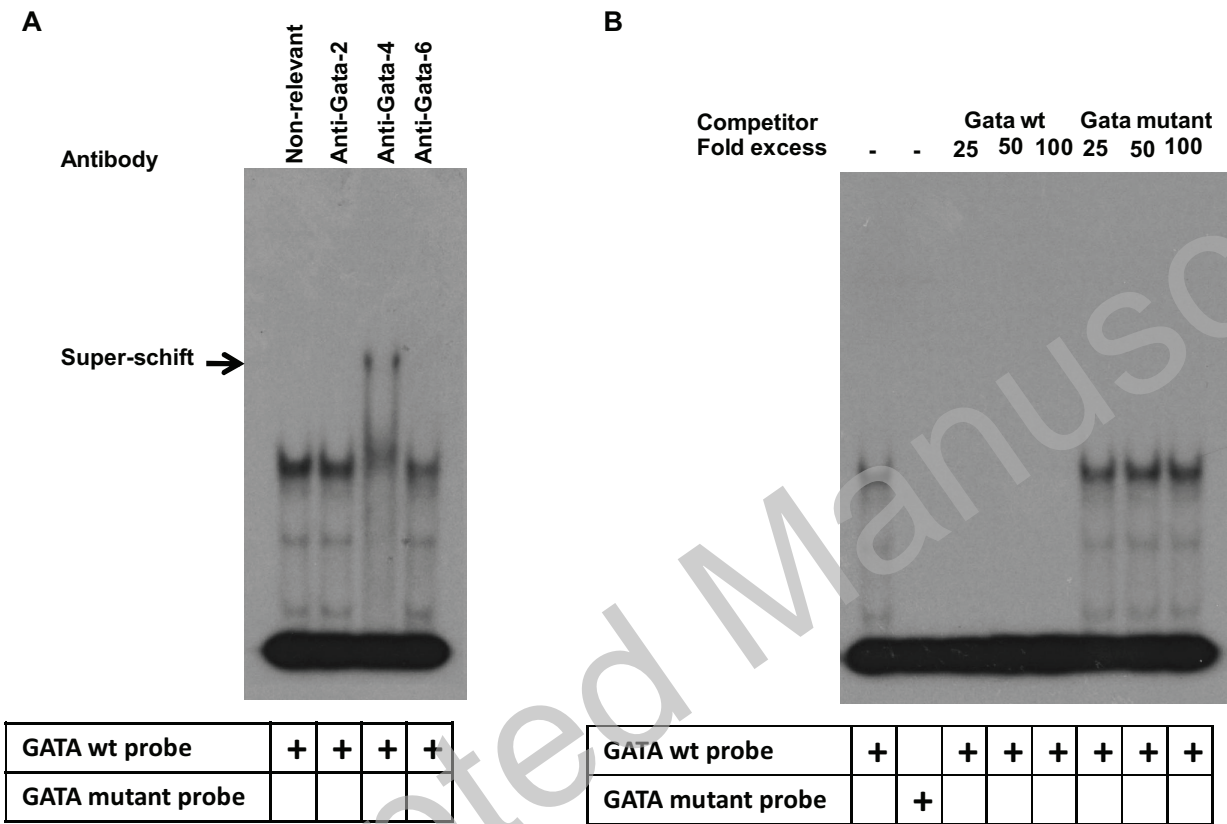 A
Non-relevant
Anti-Gata-2
Anti-Gata-4
Anti-Gata-6
Antibody
Super-schift
GATA wt probe + + + +
GATA mutant probe
B
Competitor Gata wt Gata mutant
Fold excess - - 25 50 100 25 50 100
GATA wt probe + + + + + + +
GATA mutant probe +
ted Manusc